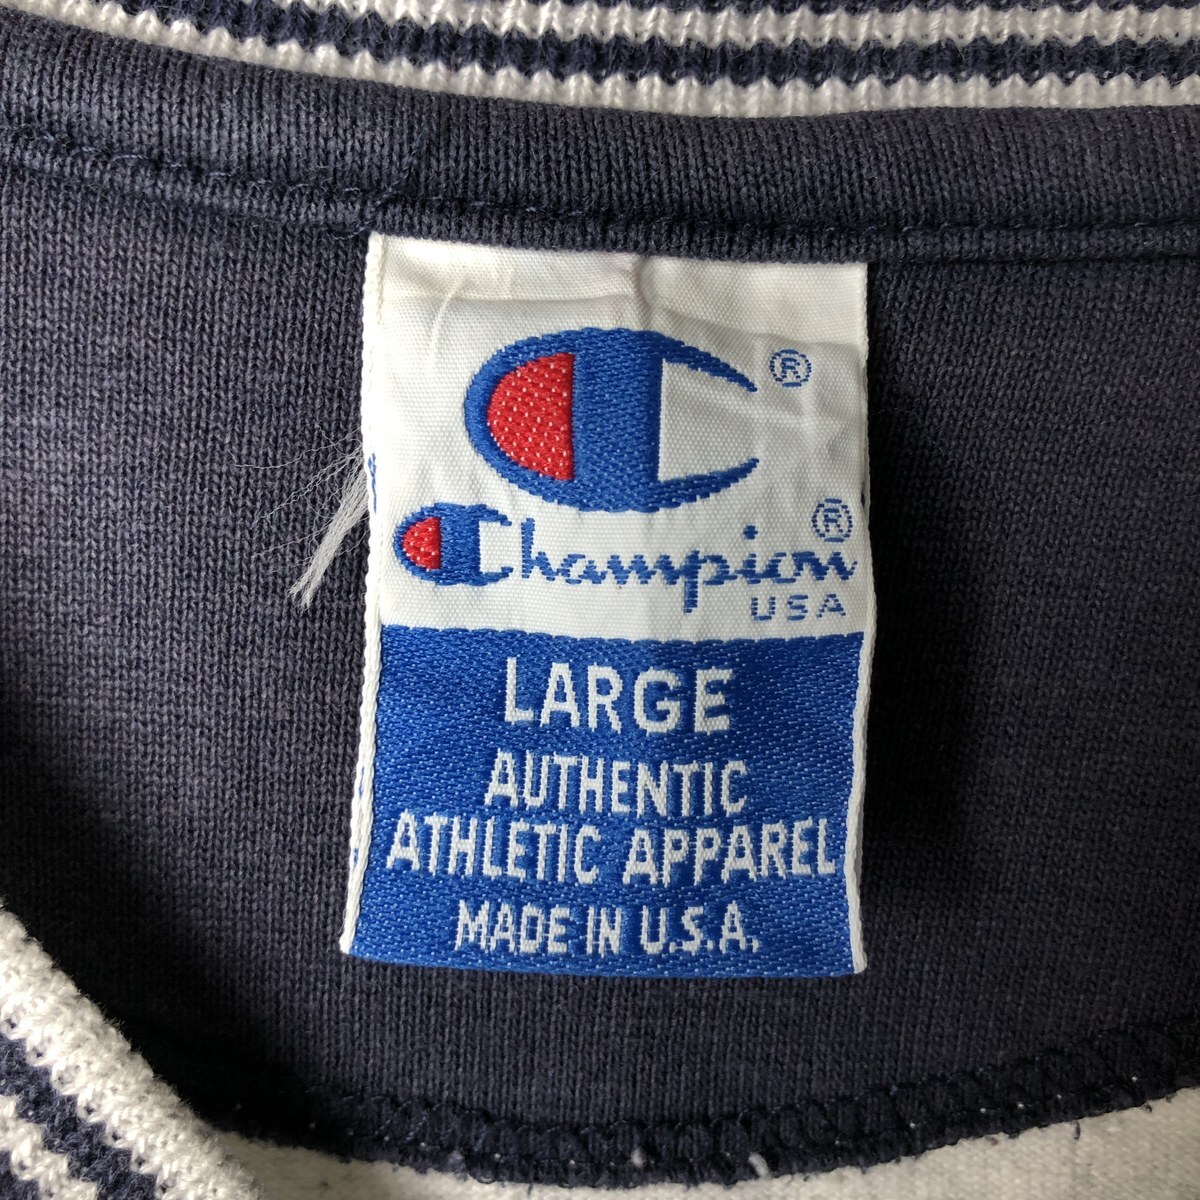 ®
Champion®
USA
LARGE
AUTHENTIC
ATHLETIC APPAREL
MADE IN U.S.A.